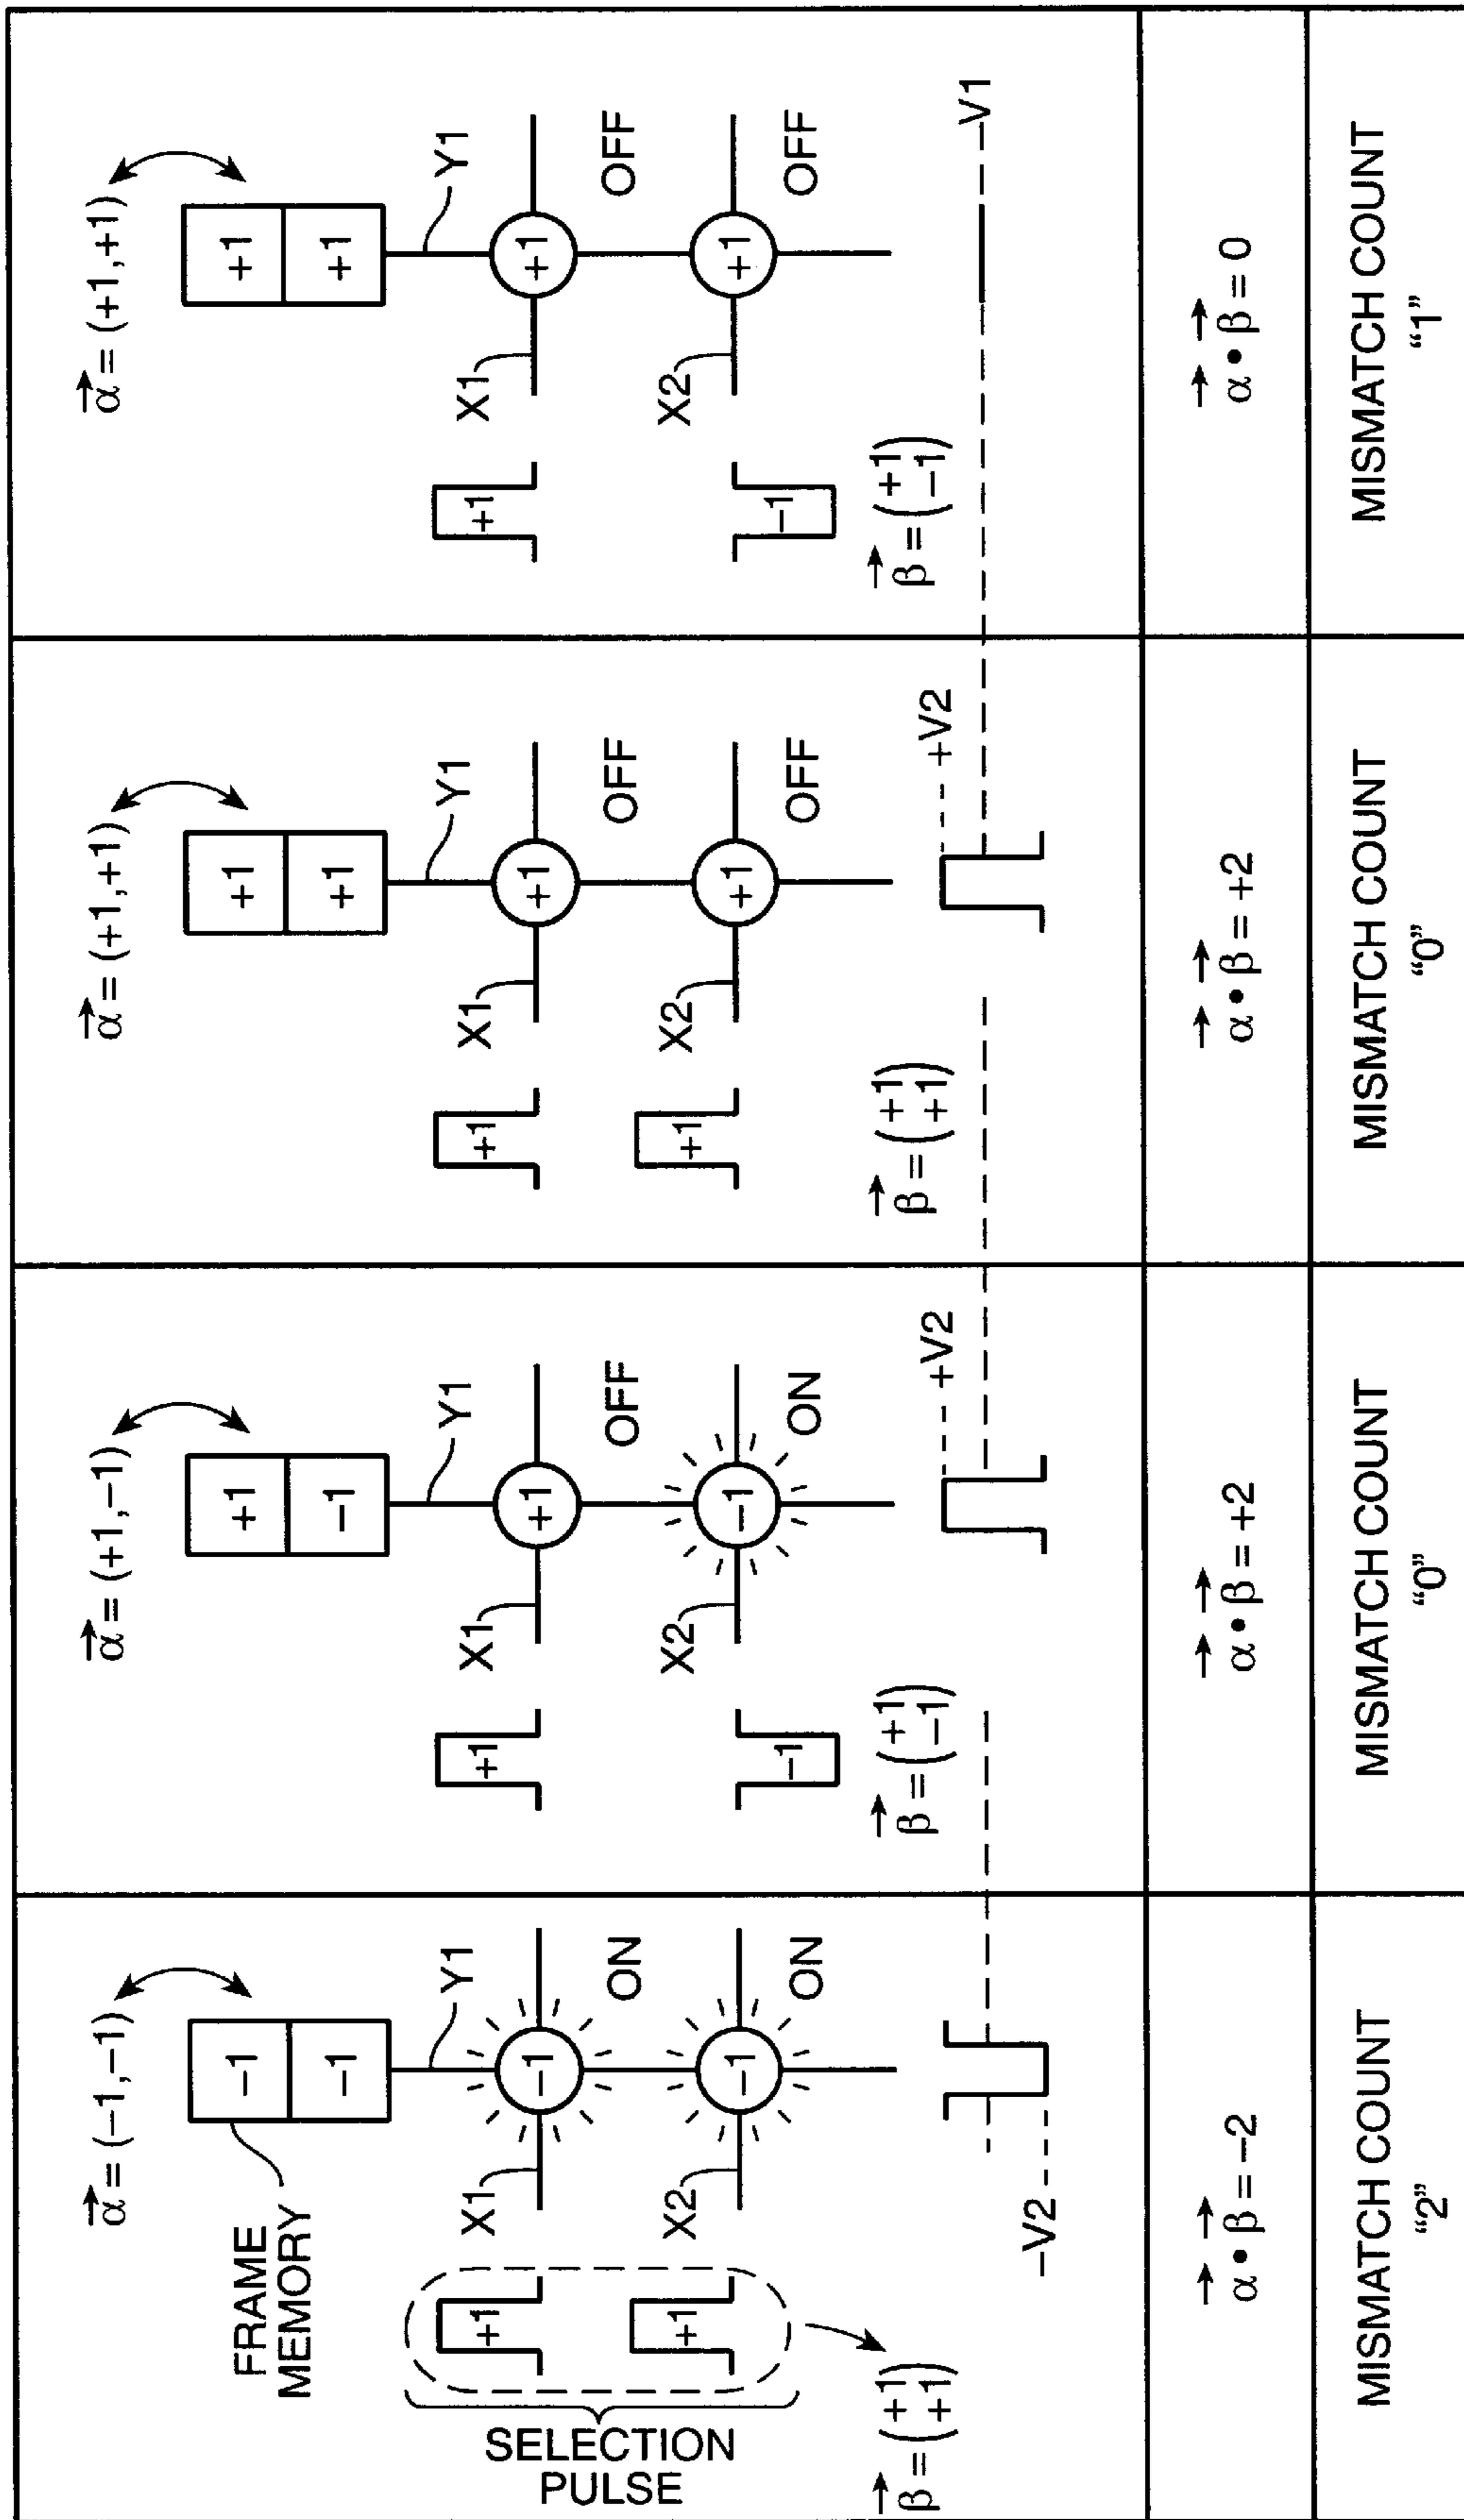 α = (−1,−1)
FRAME
MEMORY
−1
−1
Y1
X1
−1
ON
X2
−1
ON
+1
+1
SELECTION
PULSE
β = (+1
+1)
−V2
α • β = −2
MISMATCH COUNT
“2”
α = (+1,−1)
+1
−1
Y1
X1
+1
OFF
X2
−1
ON
+1
−1
β = (+1
−1)
+V2
α • β = +2
MISMATCH COUNT
“0”
α = (+1,+1)
+1
+1
Y1
X1
+1
OFF
X2
+1
OFF
+1
+1
β = (+1
+1)
+V2
α • β = +2
MISMATCH COUNT
“0”
α = (+1,+1)
+1
+1
Y1
X1
+1
OFF
X2
+1
OFF
+1
−1
β = (+1
−1)
V1
α • β = 0
MISMATCH COUNT
“1”